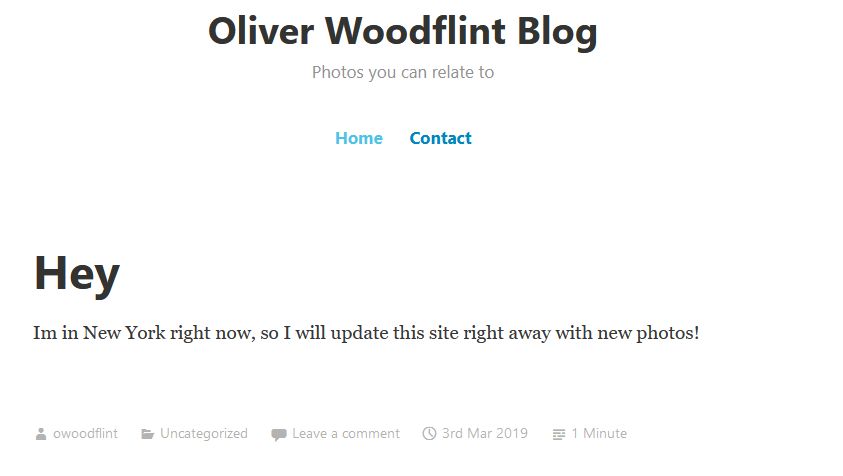 Oliver Woodflint Blog
Photos you can relate to
Home Contact
Hey
Im in New York right now, so I will update this site right away with new photos!
owoodflint Uncategorized Leave a comment 3rd Mar 2019 1 Minute